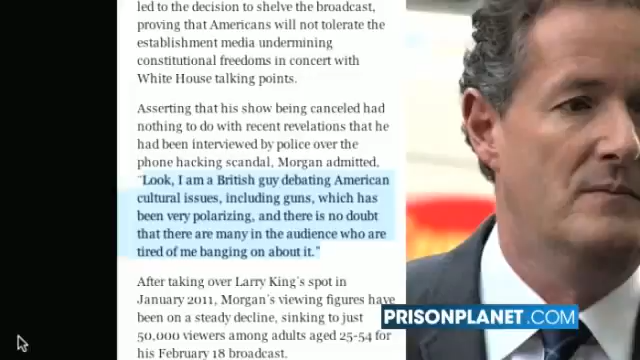 led to the decision to shelve the broadcast,
proving that Americans will not tolerate the
establishment media undermining
constitutional freedoms in concert with
White House talking points.
Asserting that his show being canceled had
nothing to do with recent revelations that he
had been interviewed by police over the
phone hacking scandal, Morgan admitted,
"Look, I am a British guy debating American
cultural issues, including guns, which has
been very polarizing, and there is no doubt
that there are many in the audience who are
tired of me banging on about it."
After taking over Larry King's spot in
January 2011, Morgan's viewing figures have
been on a steady decline, sinking to just
50,000 viewers among adults aged 25-54 for
his February 18 broadcast.
PRISONPLANET.COM